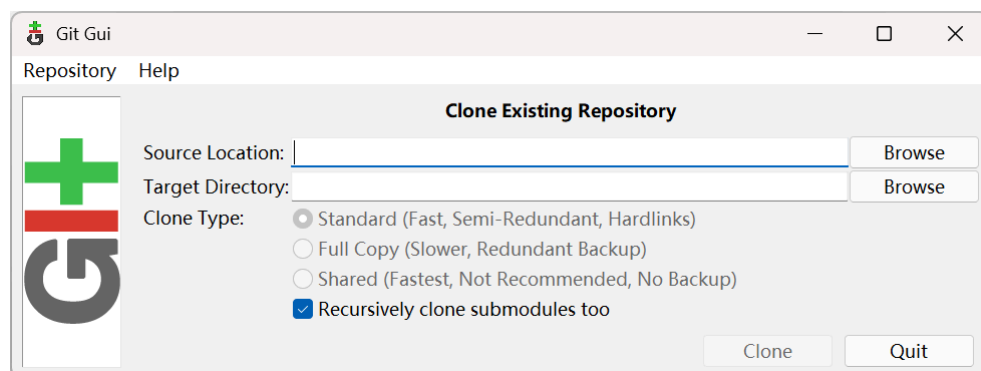 Git Gui
Repository Help
Clone Existing Repository
Source Location: Browse
Target Directory: Browse
Clone Type: Standard (Fast, Semi-Redundant, Hardlinks)
Full Copy (Slower, Redundant Backup)
Shared (Fastest, Not Recommended, No Backup)
Recursively clone submodules too
Clone Quit